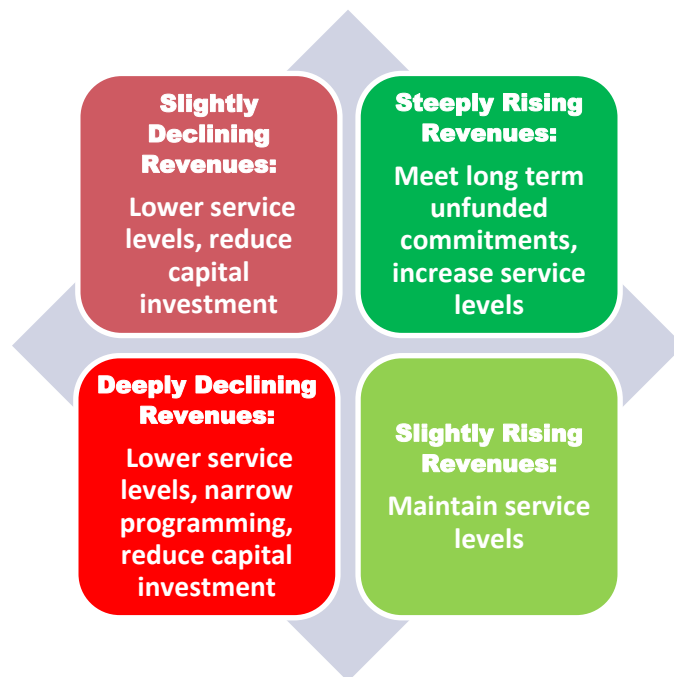 Slightly
Declining
Revenues:
Lower service
levels, reduce
capital
investment
Steeply Rising
Revenues:
Meet long term
unfunded
commitments,
increase service
levels
Deeply Declining
Revenues:
Lower service
levels, narrow
programming,
reduce capital
investment
Slightly Rising
Revenues:
Maintain service
levels